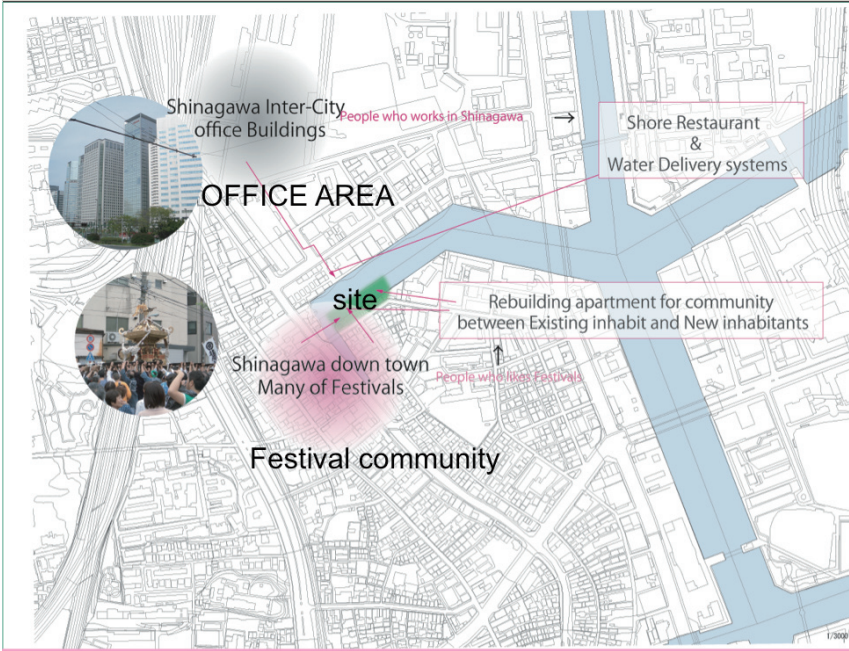 Shinagawa Inter-City
office Buildings
People who works in Shinagawa
→
Shore Restaurant
&
Water Delivery systems
OFFICE AREA
site
Rebuilding apartment for community
between Existing inhabit and New inhabitants
Shinagawa down town
Many of Festivals
↑
People who likes Festivals
Festival community
1/3000